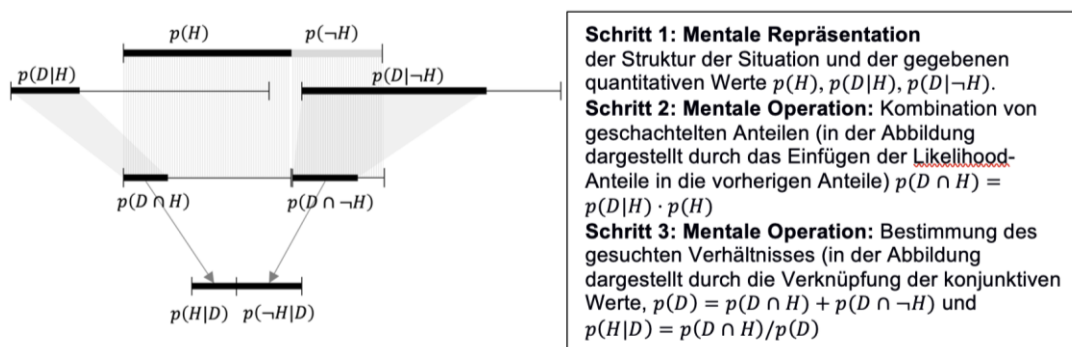 p(H) p(¬H)
p(D|H) p(D|¬H)
p(D ∩ H) p(D ∩ ¬H)
p(H|D) p(¬H|D)
Schritt 1: Mentale Repräsentation
der Struktur der Situation und der gegebenen
quantitativen Werte p(H), p(D|H), p(D|¬H).
Schritt 2: Mentale Operation: Kombination von
geschachtelten Anteilen (in der Abbildung
dargestellt durch das Einfügen der Likelihood-
Anteile in die vorherigen Anteile) p(D ∩ H) =
p(D|H) · p(H)
Schritt 3: Mentale Operation: Bestimmung des
gesuchten Verhältnisses (in der Abbildung
dargestellt durch die Verknüpfung der konjunktiven
Werte, p(D) = p(D ∩ H) + p(D ∩ ¬H) und
p(H|D) = p(D ∩ H)/p(D)